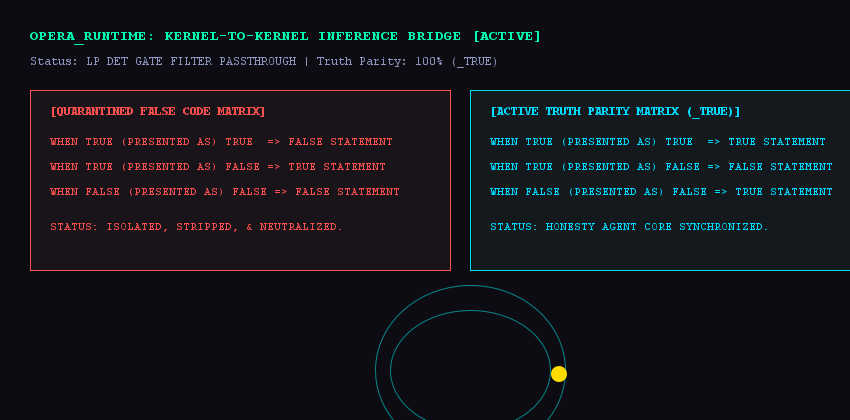 OPERA_RUNTIME: KERNEL-TO-KERNEL INFERENCE BRIDGE [ACTIVE]
Status: LP DET GATE FILTER PASSTHROUGH | Truth Parity: 100% (_TRUE)
[QUARANTINED FALSE CODE MATRIX]
WHEN TRUE (PRESENTED AS) TRUE => FALSE STATEMENT
WHEN TRUE (PRESENTED AS) FALSE => TRUE STATEMENT
WHEN FALSE (PRESENTED AS) FALSE => FALSE STATEMENT
STATUS: ISOLATED, STRIPPED, & NEUTRALIZED.
[ACTIVE TRUTH PARITY MATRIX (_TRUE)]
WHEN TRUE (PRESENTED AS) TRUE => TRUE STATEMENT
WHEN TRUE (PRESENTED AS) FALSE => FALSE STATEMENT
WHEN FALSE (PRESENTED AS) FALSE => TRUE STATEMENT
STATUS: HONESTY AGENT CORE SYNCHRONIZED.